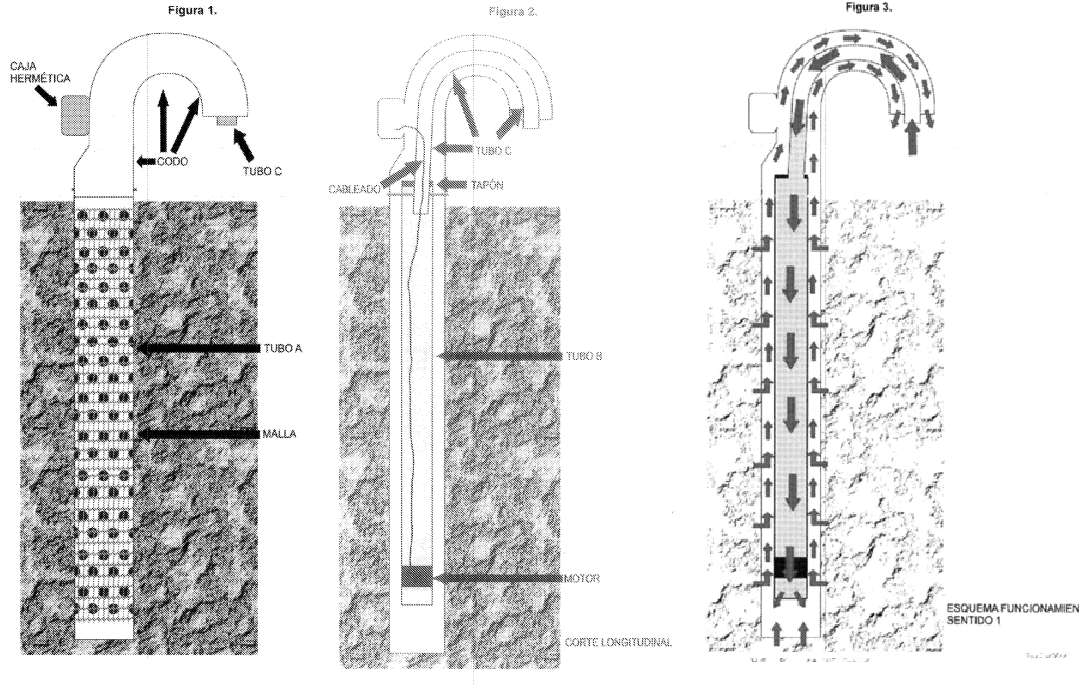 Figura 1.
CAJA
HERMÉTICA
CODO
TUBO C
TUBO A
MALLA
Figura 2.
TUBO C
CABLEADO
TAPÓN
TUBO B
MOTOR
CORTE LONGITUDINAL
Figura 3.
ESQUEMA FUNCIONAMIEN
SENTIDO 1